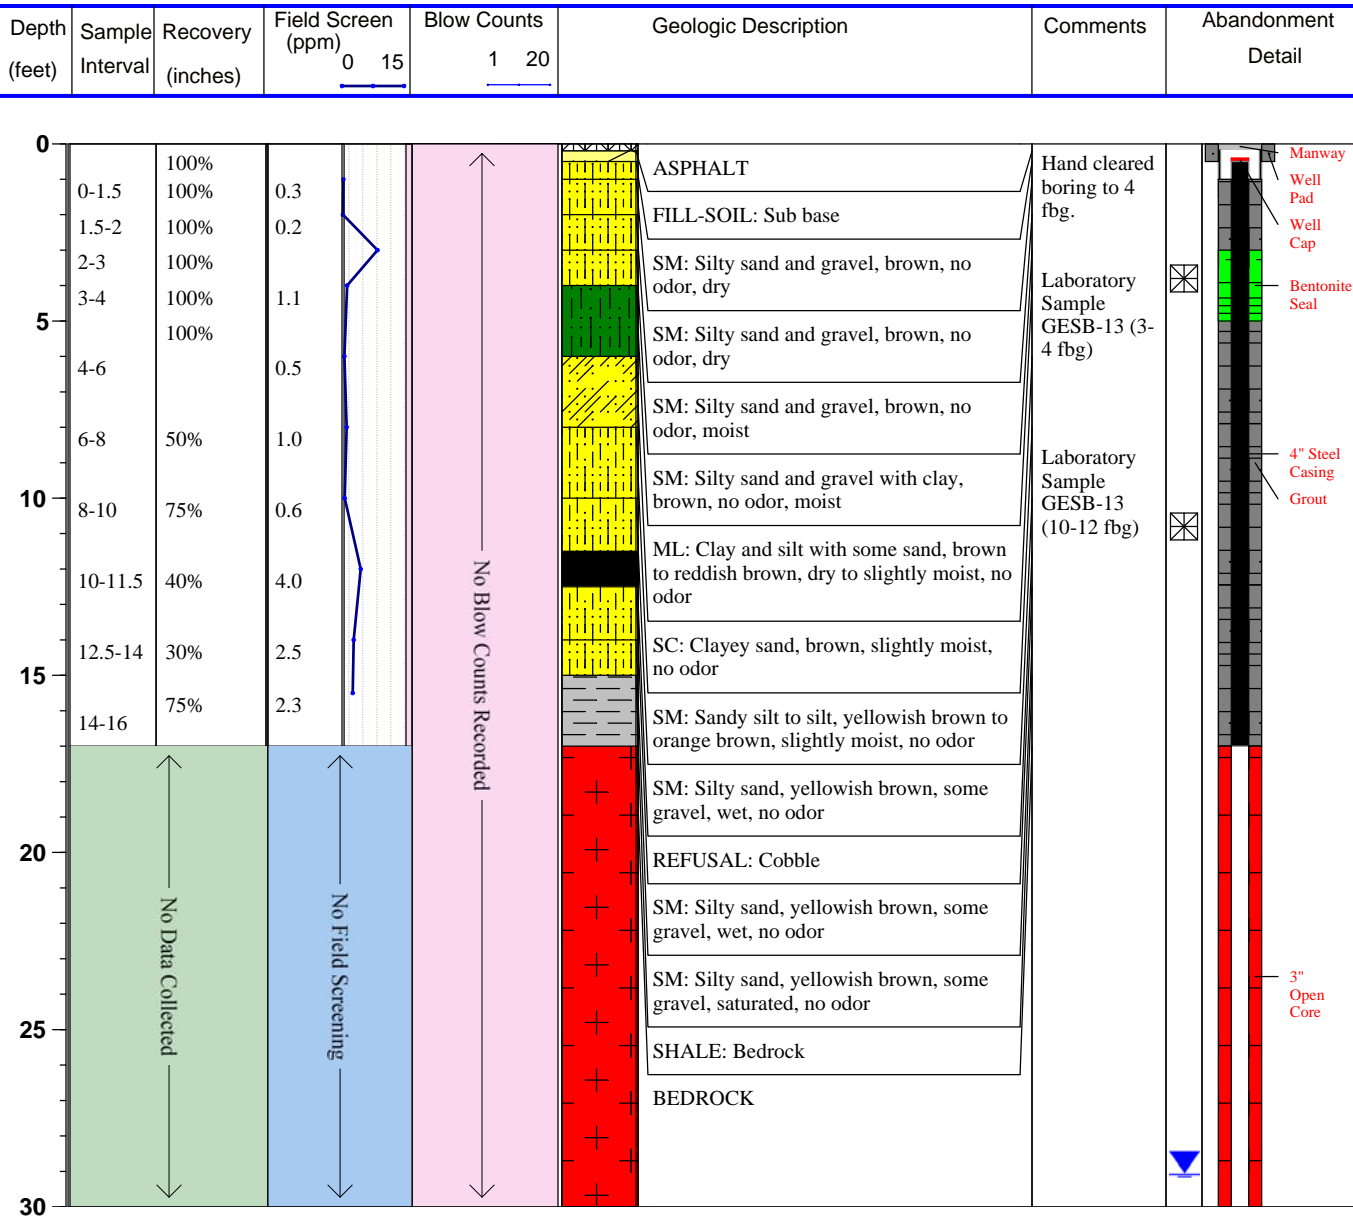 Depth
(feet)
Sample
Interval
Recovery
(inches)
Field Screen
(ppm)
0 15
Blow Counts
1 20
Geologic Description
Comments
Abandonment
Detail
0
5
10
15
20
25
30
0-1.5
1.5-2
2-3
3-4
4-6
6-8
8-10
10-11.5
12.5-14
14-16
100%
100%
100%
100%
100%
100%
50%
75%
40%
30%
75%
0.3
0.2
1.1
0.5
1.0
0.6
4.0
2.5
2.3
No Data Collected
No Field Screening
No Blow Counts Recorded
ASPHALT
FILL-SOIL: Sub base
SM: Silty sand and gravel, brown, no
odor, dry
SM: Silty sand and gravel, brown, no
odor, dry
SM: Silty sand and gravel, brown, no
odor, moist
SM: Silty sand and gravel with clay,
brown, no odor, moist
ML: Clay and silt with some sand, brown
to reddish brown, dry to slightly moist, no
odor
SC: Clayey sand, brown, slightly moist,
no odor
SM: Sandy silt to silt, yellowish brown to
orange brown, slightly moist, no odor
SM: Silty sand, yellowish brown, some
gravel, wet, no odor
REFUSAL: Cobble
SM: Silty sand, yellowish brown, some
gravel, wet, no odor
SM: Silty sand, yellowish brown, some
gravel, saturated, no odor
SHALE: Bedrock
BEDROCK
Hand cleared
boring to 4
fbg.
Laboratory
Sample
GESB-13 (3-
4 fbg)
Laboratory
Sample
GESB-13
(10-12 fbg)
Manway
Well
Pad
Well
Cap
Bentonite
Seal
4" Steel
Casing
Grout
3"
Open
Core